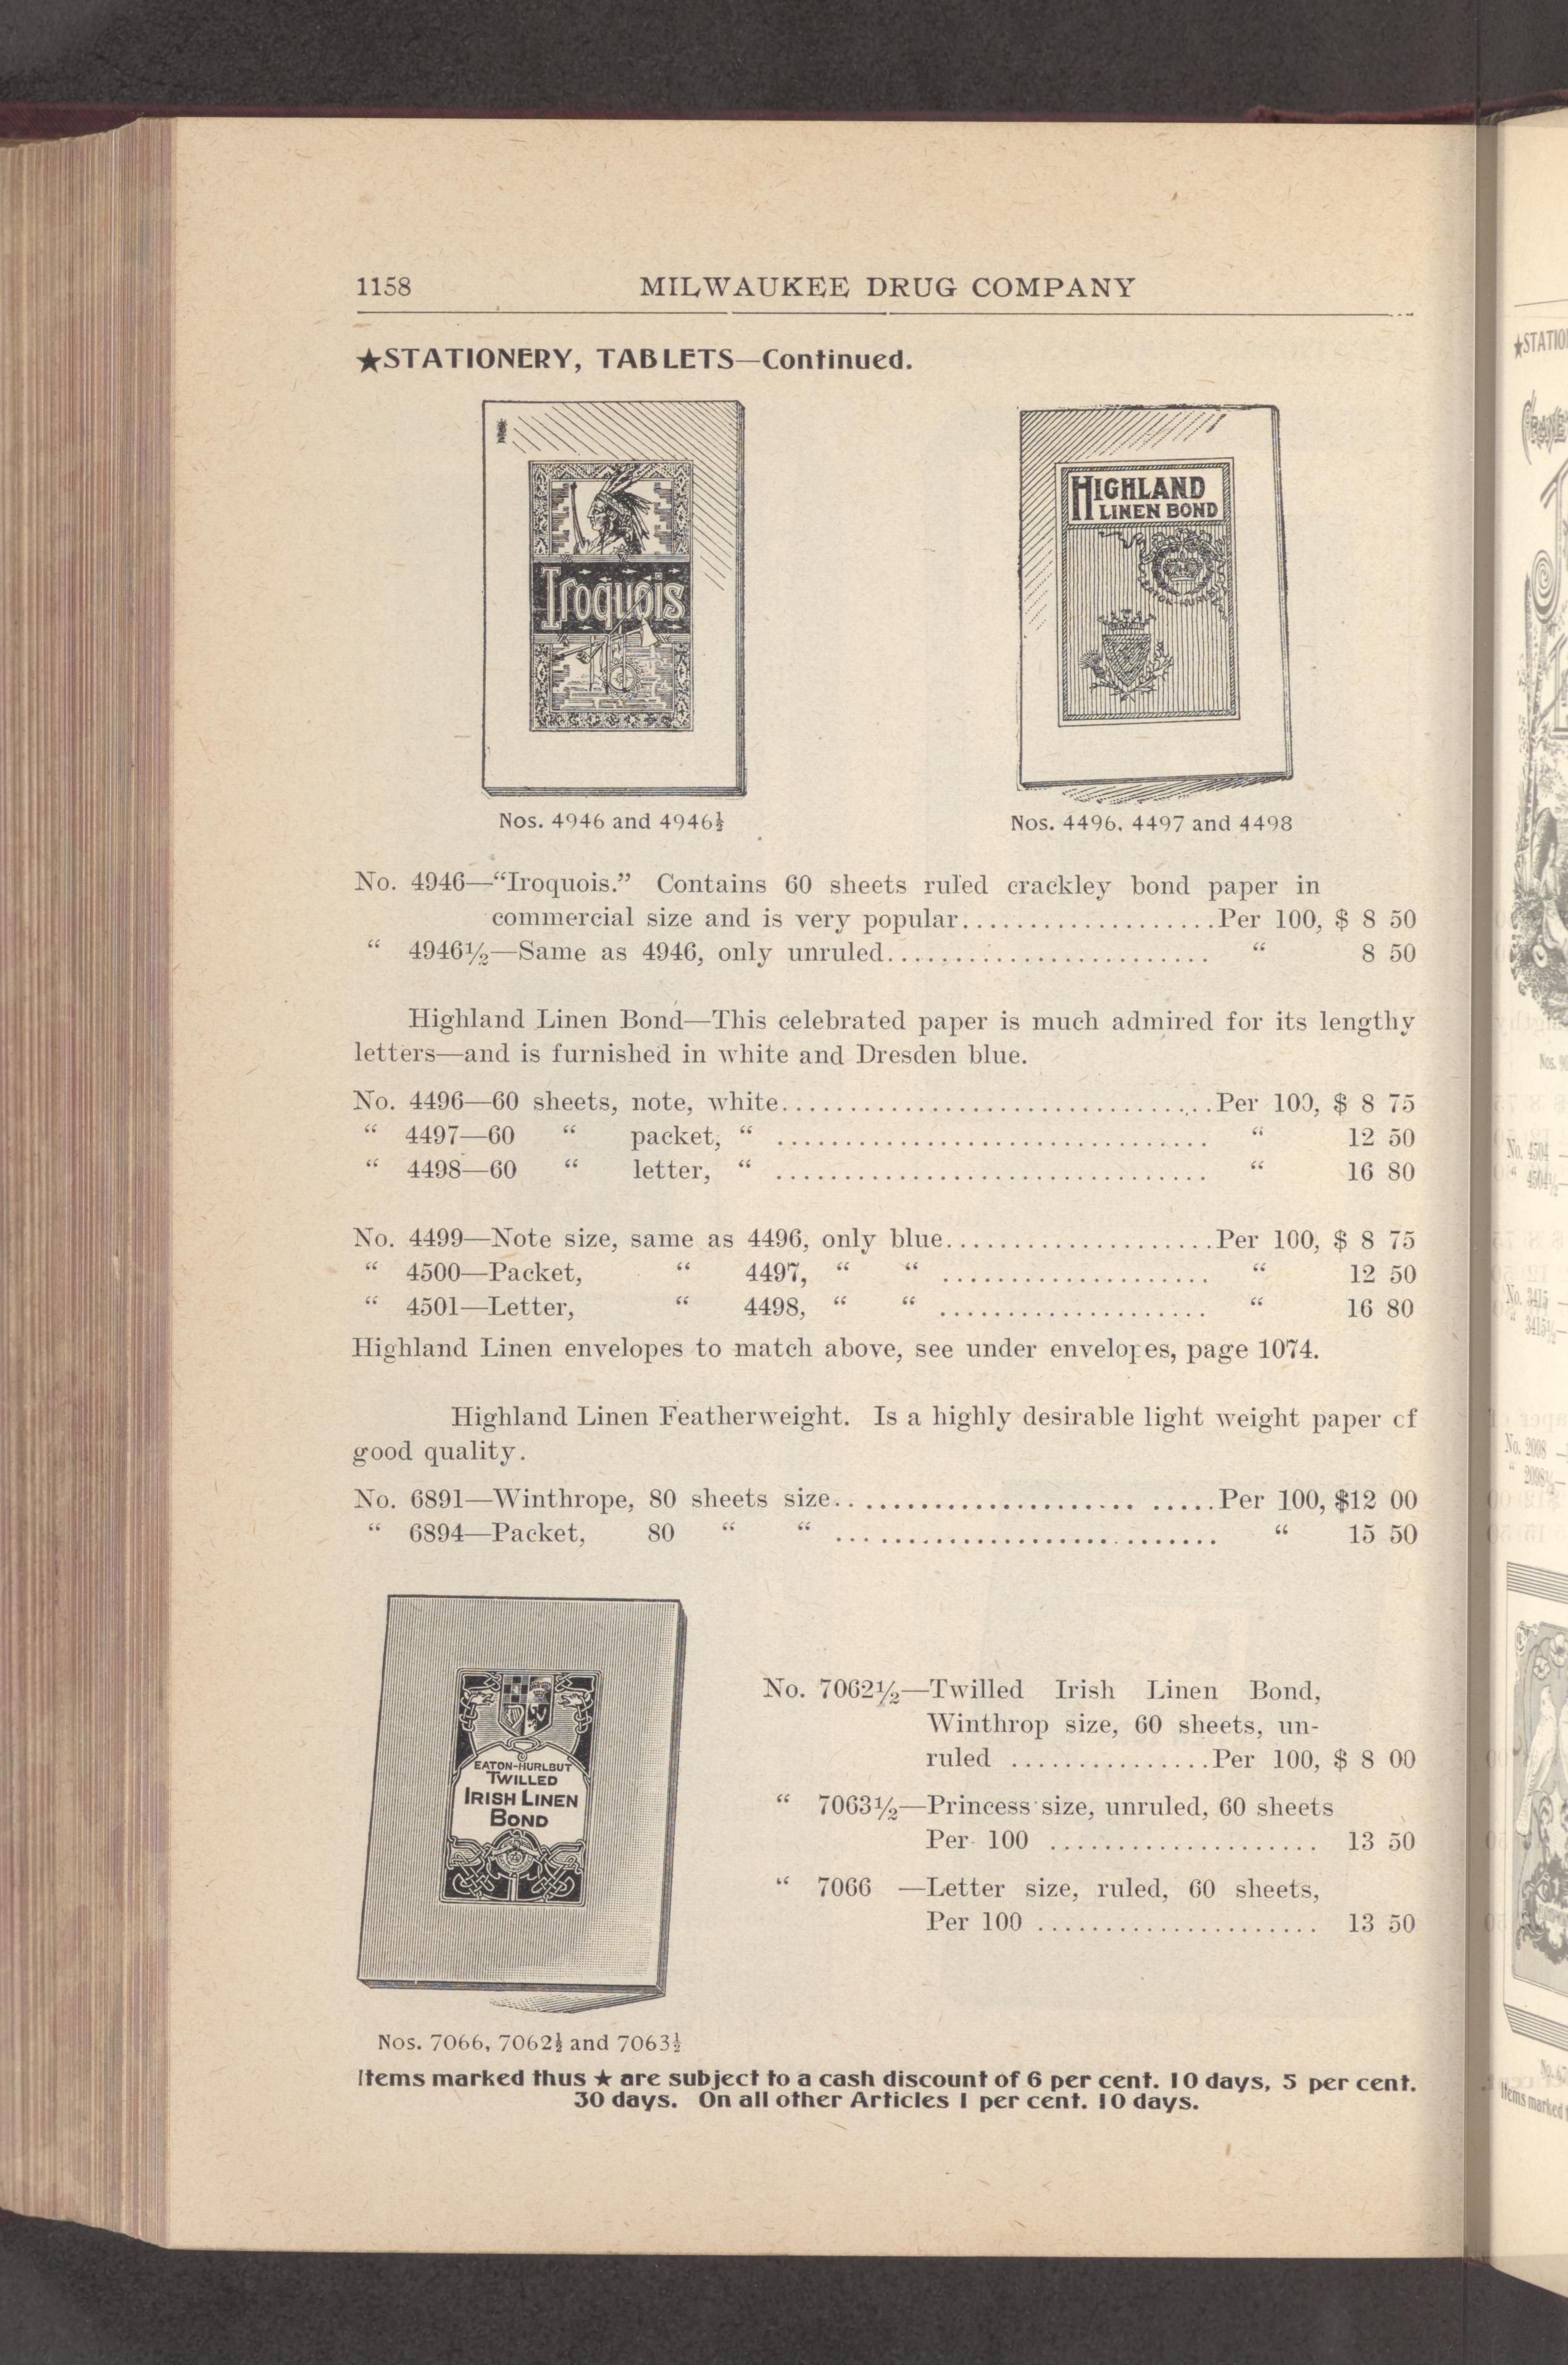 1158 MILWAUKEE DRUG COMPANY
★STATIONERY, TABLETS—Continued.
Iroquois
HIGHLAND
LINEN BOND
Nos. 4946 and 4946½
Nos. 4496, 4497 and 4498
No. 4946—“Iroquois.” Contains 60 sheets ruled crackley bond paper in
commercial size and is very popular...................Per 100, $ 8 50
“ 4946½—Same as 4946, only unruled........................ “ 8 50
Highland Linen Bond—This celebrated paper is much admired for its lengthy
letters—and is furnished in white and Dresden blue.
No. 4496—60 sheets, note, white................................Per 100, $ 8 75
“ 4497—60 “ packet, “ ................................ “ 12 50
“ 4498—60 “ letter, “ ................................ “ 16 80
No. 4499—Note size, same as 4496, only blue....................Per 100, $ 8 75
“ 4500—Packet, “ 4497, “ “ .................... “ 12 50
“ 4501—Letter, “ 4498, “ “ .................... “ 16 80
Highland Linen envelopes to match above, see under envelopes, page 1074.
Highland Linen Featherweight. Is a highly desirable light weight paper of
good quality.
No. 6891—Winthrope, 80 sheets size............................Per 100, $12 00
“ 6894—Packet, 80 “ “ ............................ “ 15 50
EATON-HURLBUT
TWILLED
IRISH LINEN
BOND
Nos. 7066, 7062½ and 7063½
No. 7062½—Twilled Irish Linen Bond,
Winthrop size, 60 sheets, un-
ruled ...............Per 100, $ 8 00
“ 7063½—Princess size, unruled, 60 sheets
Per 100 .................... 13 50
“ 7066 —Letter size, ruled, 60 sheets,
Per 100 ..................... 13 50
Items marked thus ★ are subject to a cash discount of 6 per cent. 10 days, 5 per cent.
30 days. On all other Articles 1 per cent. 10 days.
★STATIO
No. 4504 —
No. 3415 —
No. 2098 —
Items marked